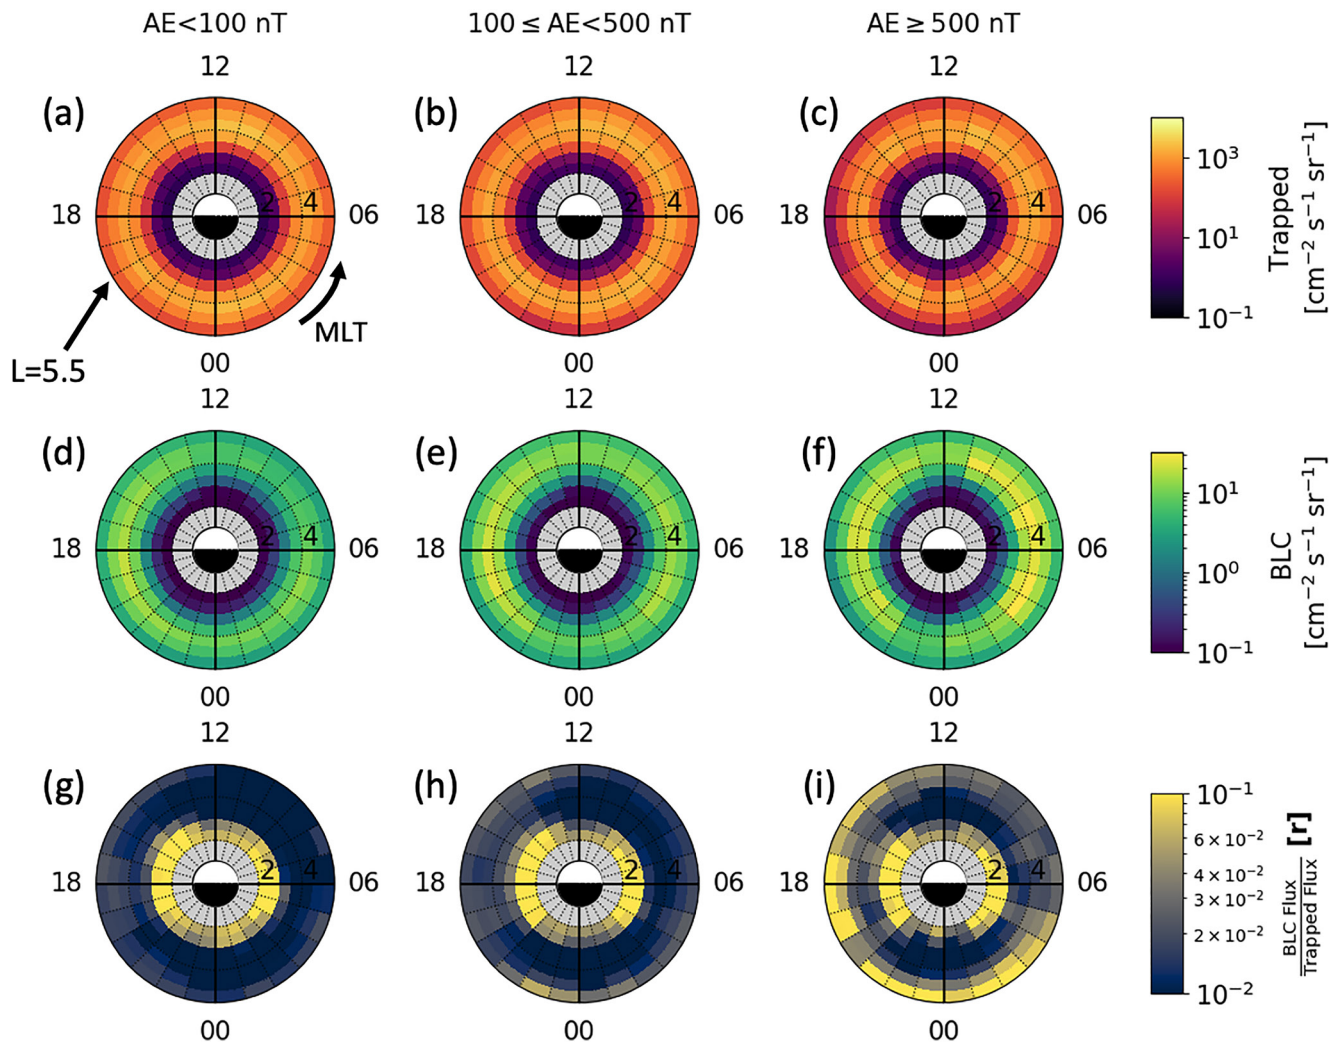 AE<100 nT
100 ≤ AE<500 nT
AE ≥ 500 nT
12
12
12
(a)
(b)
(c)
18
2
4
06
18
2
4
06
18
2
4
06
10³
10¹
10⁻¹
Trapped
[cm⁻² s⁻¹ sr⁻¹]
MLT
L=5.5
00
00
00
12
12
12
(d)
(e)
(f)
18
2
4
06
18
2
4
06
18
2
4
06
10¹
10⁰
10⁻¹
BLC
[cm⁻² s⁻¹ sr⁻¹]
00
00
00
12
12
12
(g)
(h)
(i)
18
2
4
06
18
2
4
06
18
2
4
06
10⁻¹
6 × 10⁻²
4 × 10⁻²
3 × 10⁻²
2 × 10⁻²
10⁻²
BLC Flux
Trapped Flux
[r]
00
00
00